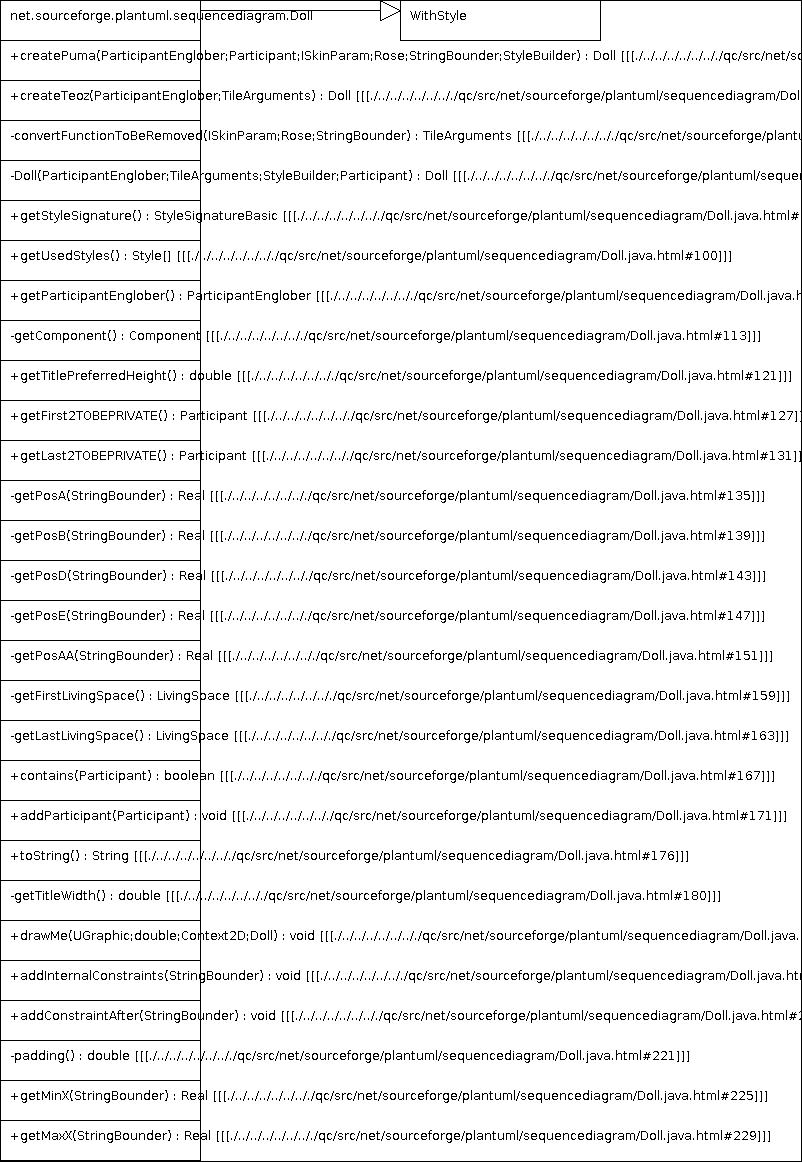 net.sourceforge.plantuml.sequencediagram.Doll
WithStyle
+createPuma(ParticipantEnglober;Participant;ISkinParam;Rose;StringBounder;StyleBuilder) : Doll [[[./../../../../../../qc/src/net/sc
+createTeoz(ParticipantEnglober;TileArguments) : Doll [[[./../../../../../../qc/src/net/sourceforge/plantuml/sequencediagram/Dol
-convertFunctionToBeRemoved(ISkinParam;Rose;StringBounder) : TileArguments [[[./../../../../../../qc/src/net/sourceforge/plantu
-Doll(ParticipantEnglober;TileArguments;StyleBuilder;Participant) : Doll [[[./../../../../../../qc/src/net/sourceforge/plantuml/seque
+getStyleSignature() : StyleSignatureBasic [[[./../../../../../../qc/src/net/sourceforge/plantuml/sequencediagram/Doll.java.html#
+getUsedStyles() : Style[] [[[./../../../../../../qc/src/net/sourceforge/plantuml/sequencediagram/Doll.java.html#100]]]
+getParticipantEnglober() : ParticipantEnglober [[[./../../../../../../qc/src/net/sourceforge/plantuml/sequencediagram/Doll.java.h
-getComponent() : Component [[[./../../../../../../qc/src/net/sourceforge/plantuml/sequencediagram/Doll.java.html#113]]]
+getTitlePreferredHeight() : double [[[./../../../../../../qc/src/net/sourceforge/plantuml/sequencediagram/Doll.java.html#121]]]
+getFirst2TOBEPRIVATE() : Participant [[[./../../../../../../qc/src/net/sourceforge/plantuml/sequencediagram/Doll.java.html#127]]]
+getLast2TOBEPRIVATE() : Participant [[[./../../../../../../qc/src/net/sourceforge/plantuml/sequencediagram/Doll.java.html#131]]]
-getPosA(StringBounder) : Real [[[./../../../../../../qc/src/net/sourceforge/plantuml/sequencediagram/Doll.java.html#135]]]
-getPosB(StringBounder) : Real [[[./../../../../../../qc/src/net/sourceforge/plantuml/sequencediagram/Doll.java.html#139]]]
-getPosD(StringBounder) : Real [[[./../../../../../../qc/src/net/sourceforge/plantuml/sequencediagram/Doll.java.html#143]]]
-getPosE(StringBounder) : Real [[[./../../../../../../qc/src/net/sourceforge/plantuml/sequencediagram/Doll.java.html#147]]]
-getPosAA(StringBounder) : Real [[[./../../../../../../qc/src/net/sourceforge/plantuml/sequencediagram/Doll.java.html#151]]]
-getFirstLivingSpace() : LivingSpace [[[./../../../../../../qc/src/net/sourceforge/plantuml/sequencediagram/Doll.java.html#159]]]
-getLastLivingSpace() : LivingSpace [[[./../../../../../../qc/src/net/sourceforge/plantuml/sequencediagram/Doll.java.html#163]]]
+contains(Participant) : boolean [[[./../../../../../../qc/src/net/sourceforge/plantuml/sequencediagram/Doll.java.html#167]]]
+addParticipant(Participant) : void [[[./../../../../../../qc/src/net/sourceforge/plantuml/sequencediagram/Doll.java.html#171]]]
+toString() : String [[[./../../../../../../qc/src/net/sourceforge/plantuml/sequencediagram/Doll.java.html#176]]]
-getTitleWidth() : double [[[./../../../../../../qc/src/net/sourceforge/plantuml/sequencediagram/Doll.java.html#180]]]
+drawMe(UGraphic;double;Context2D;Doll) : void [[[./../../../../../../qc/src/net/sourceforge/plantuml/sequencediagram/Doll.java.
+addInternalConstraints(StringBounder) : void [[[./../../../../../../qc/src/net/sourceforge/plantuml/sequencediagram/Doll.java.ht
+addConstraintAfter(StringBounder) : void [[[./../../../../../../qc/src/net/sourceforge/plantuml/sequencediagram/Doll.java.html#2
-padding() : double [[[./../../../../../../qc/src/net/sourceforge/plantuml/sequencediagram/Doll.java.html#221]]]
+getMinX(StringBounder) : Real [[[./../../../../../../qc/src/net/sourceforge/plantuml/sequencediagram/Doll.java.html#225]]]
+getMaxX(StringBounder) : Real [[[./../../../../../../qc/src/net/sourceforge/plantuml/sequencediagram/Doll.java.html#229]]]